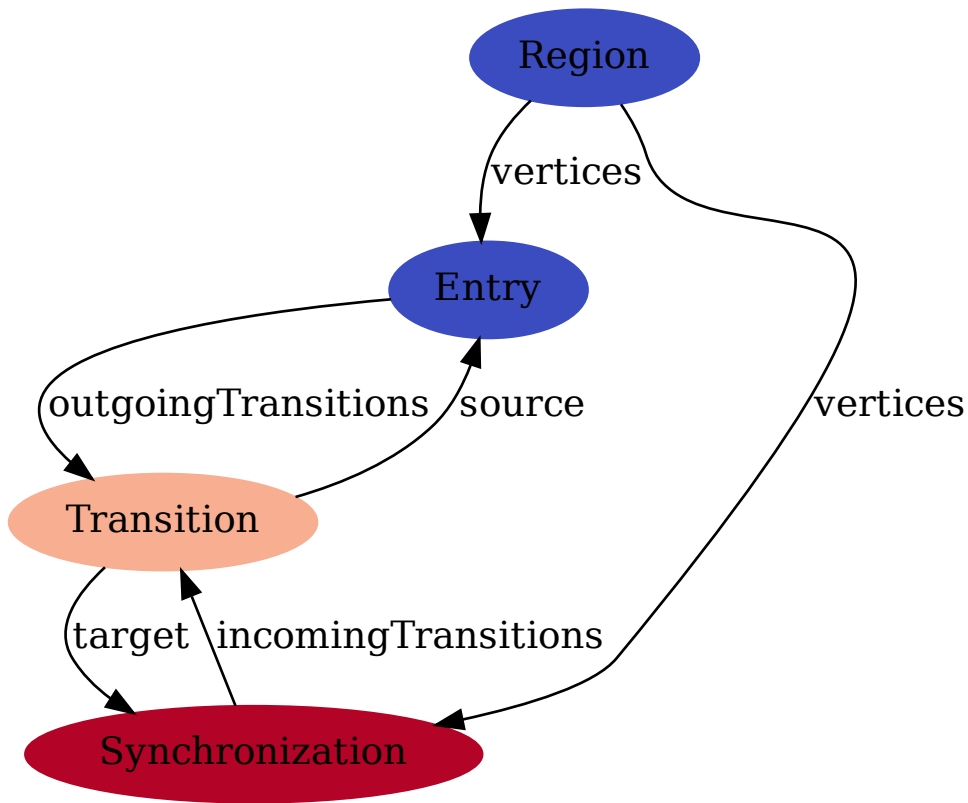 Region
vertices
Entry
outgoingTransitions
source
vertices
Transition
target
incomingTransitions
Synchronization